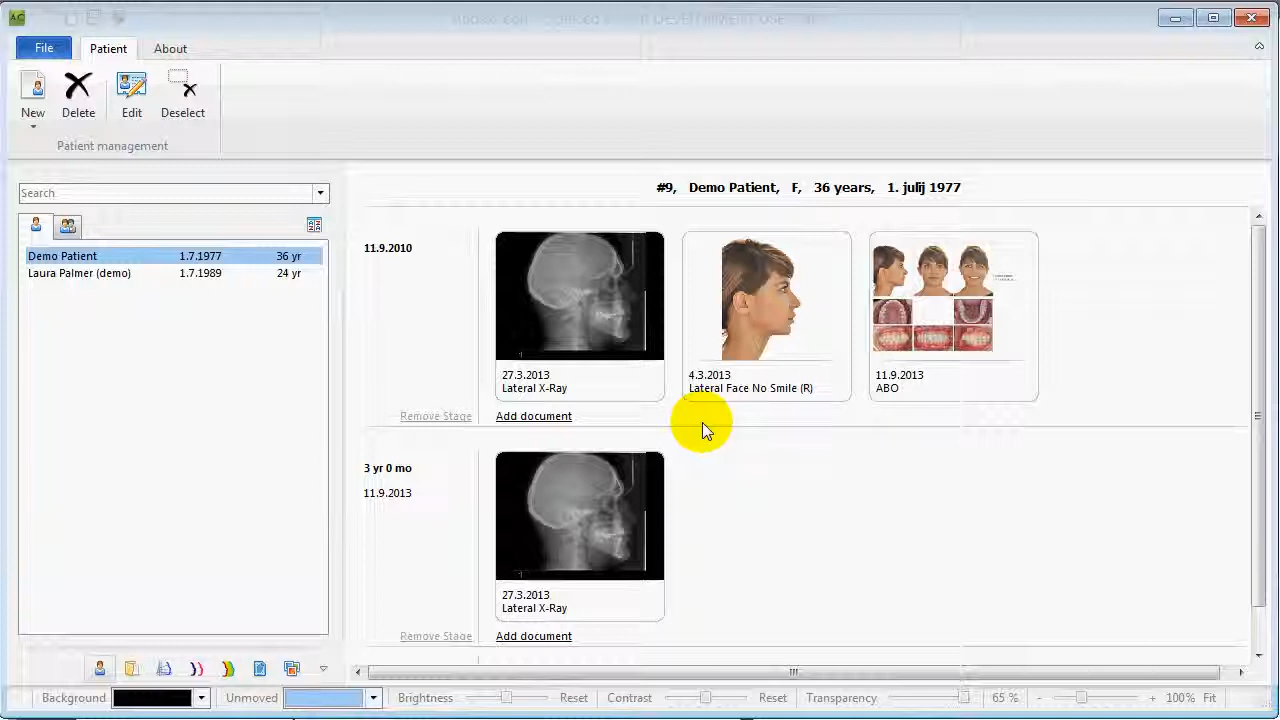 AC
File
Patient
About
New
Delete
Edit
Deselect
Patient management
Search
#9, Demo Patient, F, 36 years, 1. julij 1977
Demo Patient 1.7.1977 36 yr
Laura Palmer (demo) 1.7.1989 24 yr
11.9.2010
27.3.2013
Lateral X-Ray
4.3.2013
Lateral Face No Smile (R)
11.9.2013
ABO
Remove Stage
Add document
3 yr 0 mo
11.9.2013
27.3.2013
Lateral X-Ray
Remove Stage
Add document
Background
Unmoved
Brightness
Reset
Contrast
Reset
Transparency
65 %
-
+
100%
Fit